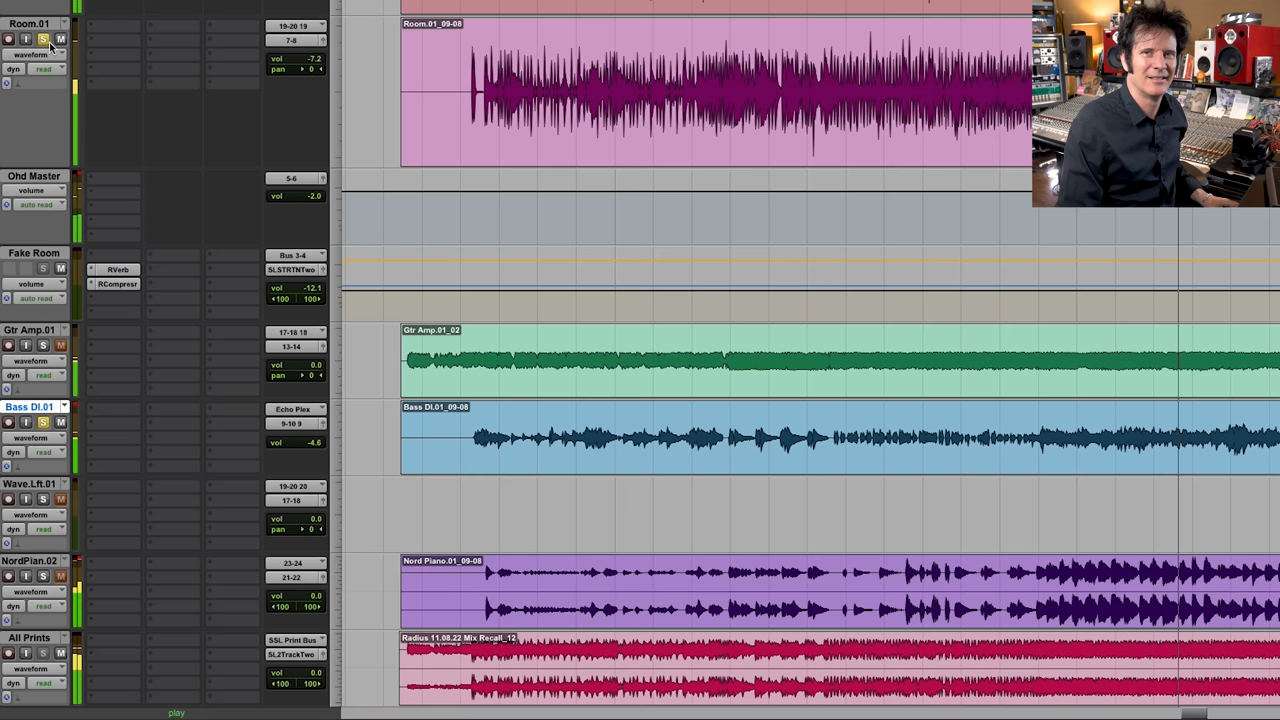 Room.01
I S M
waveform
dyn read
19-20 19
7-8
vol -7.2
pan 0
Room.01_09-08
Ohd Master
volume
auto read
5-6
vol -2.0
Fake Room
S M
volume
auto read
RVerb
RCompresr
Bus 3-4
SLSTRTNTwo
vol -12.1
100 100
Gtr Amp.01
I S M
waveform
dyn read
17-18 18
13-14
vol 0.0
pan 0
Gtr Amp.01_02
Bass DI.01
I S M
waveform
dyn read
Echo Plex
9-10 9
vol -4.6
Bass DI.01_09-08
Wave.Lft.01
I S M
waveform
dyn read
19-20 20
17-18
vol 0.0
pan 0
NordPian.02
I S M
waveform
dyn read
23-24
21-22
vol 0.0
100 100
Nord Piano.01_09-08
All Prints
I S M
waveform
dyn read
SSL Print Bus
SL2TrackTwo
vol 0.0
100 100
Radius 11.08.22 Mix Recall_12
play